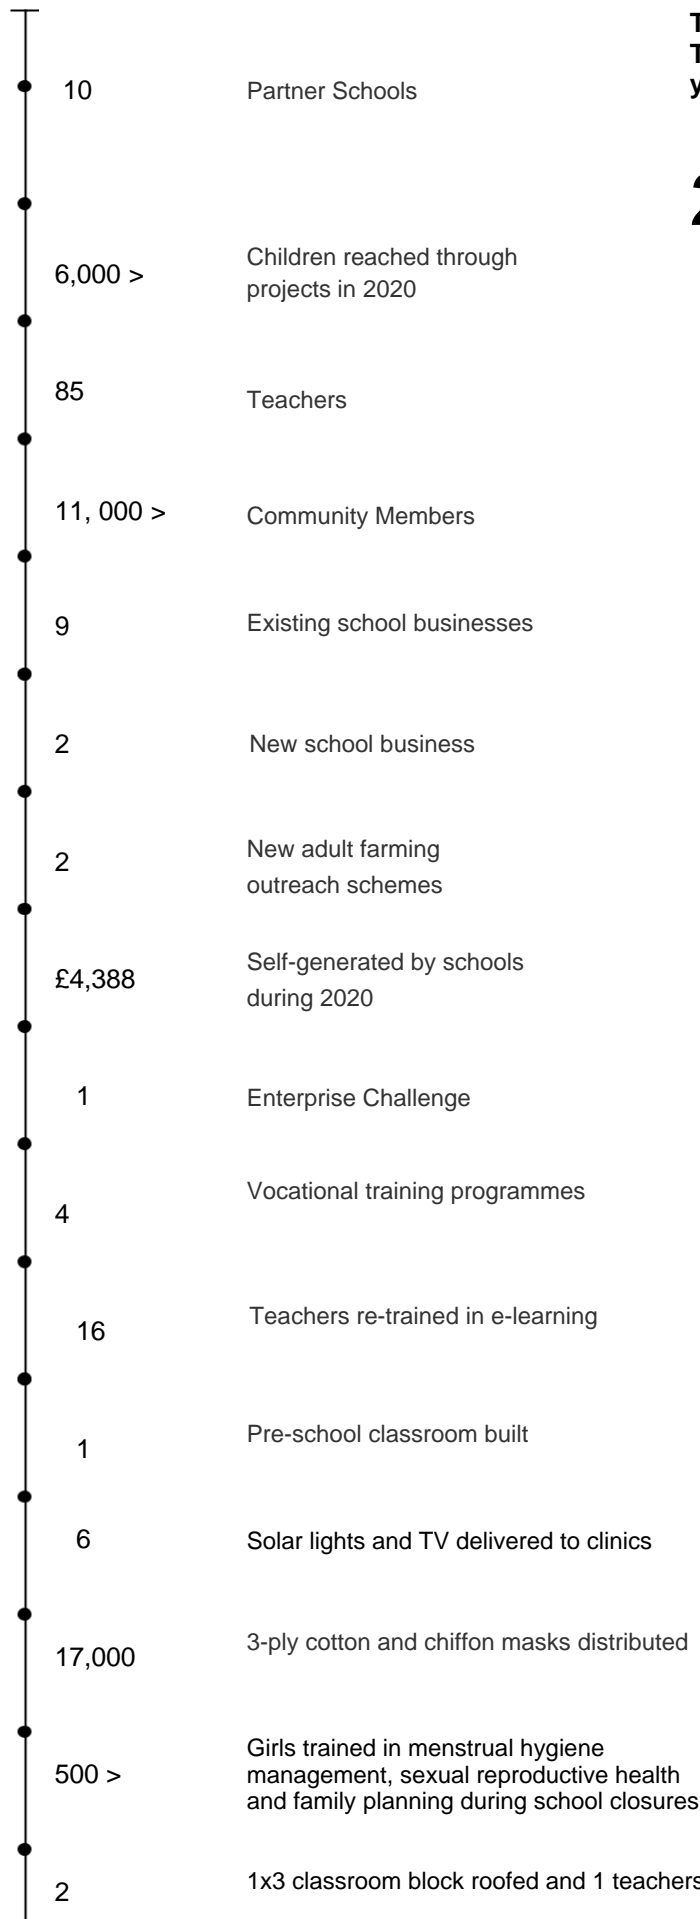 10 Partner Schools
6,000 > Children reached through
projects in 2020
85 Teachers
11, 000 > Community Members
9 Existing school businesses
2 New school business
2 New adult farming
outreach schemes
£4,388 Self-generated by schools
during 2020
1 Enterprise Challenge
4 Vocational training programmes
16 Teachers re-trained in e-learning
1 Pre-school classroom built
6 Solar lights and TV delivered to clinics
17,000 3-ply cotton and chiffon masks distributed
500 > Girls trained in menstrual hygiene
management, sexual reproductive health
and family planning during school closures
2 1x3 classroom block roofed and 1 teachers